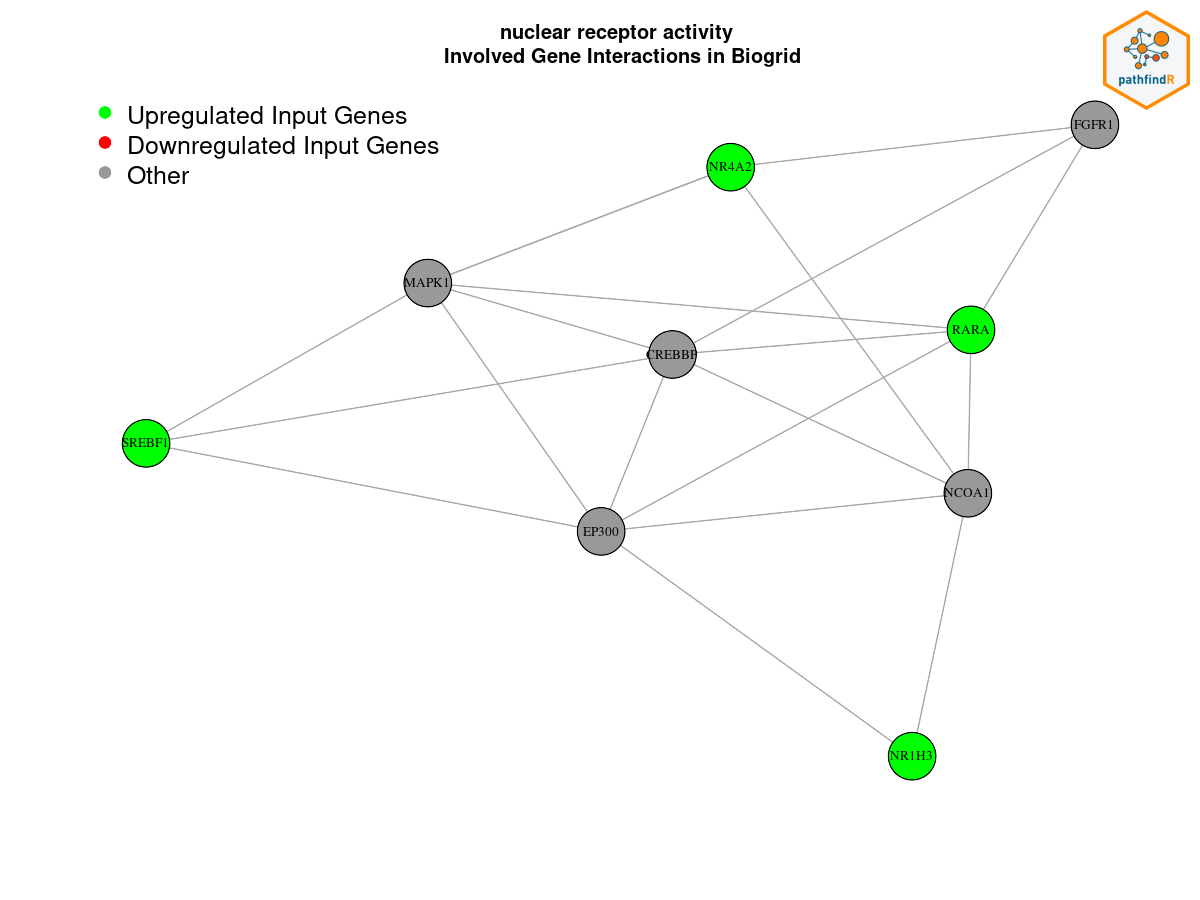 nuclear receptor activity
Involved Gene Interactions in Biogrid
pathfindR
Upregulated Input Genes
Downregulated Input Genes
Other
FGFR1
NR4A2
MAPK1
RARA
CREBBP
SREBF1
NCOA1
EP300
NR1H3